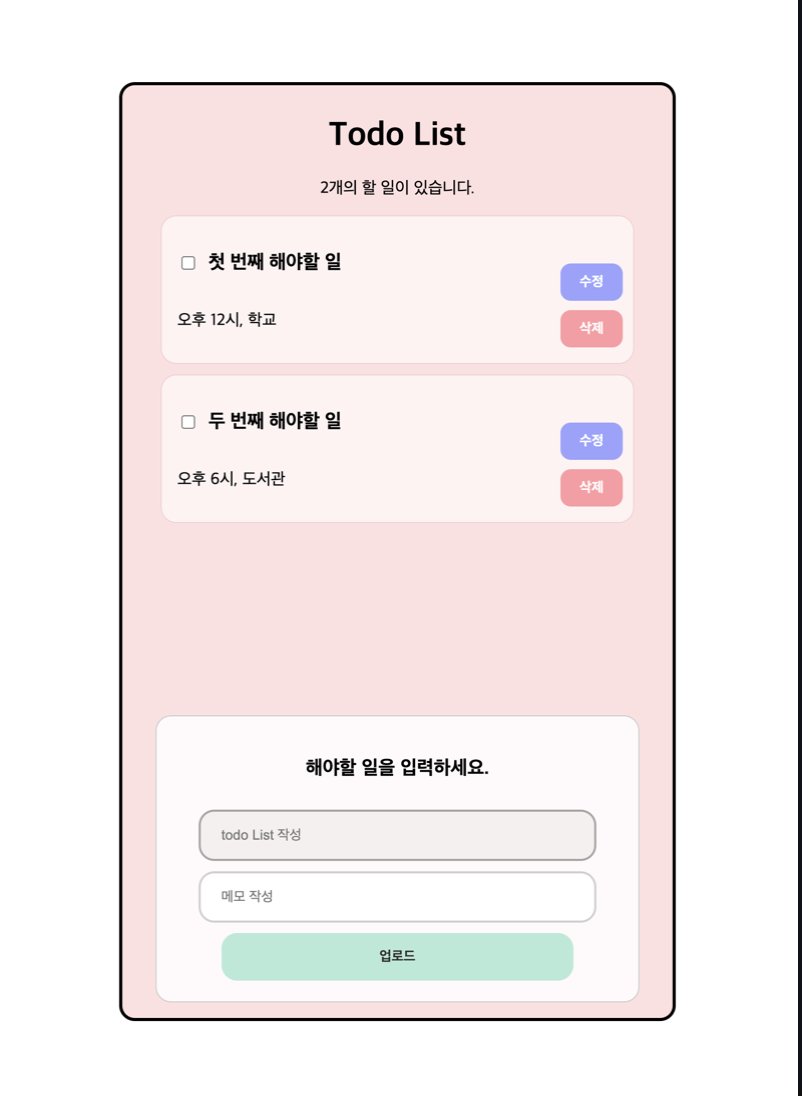 Todo List
2개의 할 일이 있습니다.
첫 번째 해야할 일
수정
오후 12시, 학교
삭제
두 번째 해야할 일
수정
오후 6시, 도서관
삭제
해야할 일을 입력하세요.
todo List 작성
메모 작성
업로드